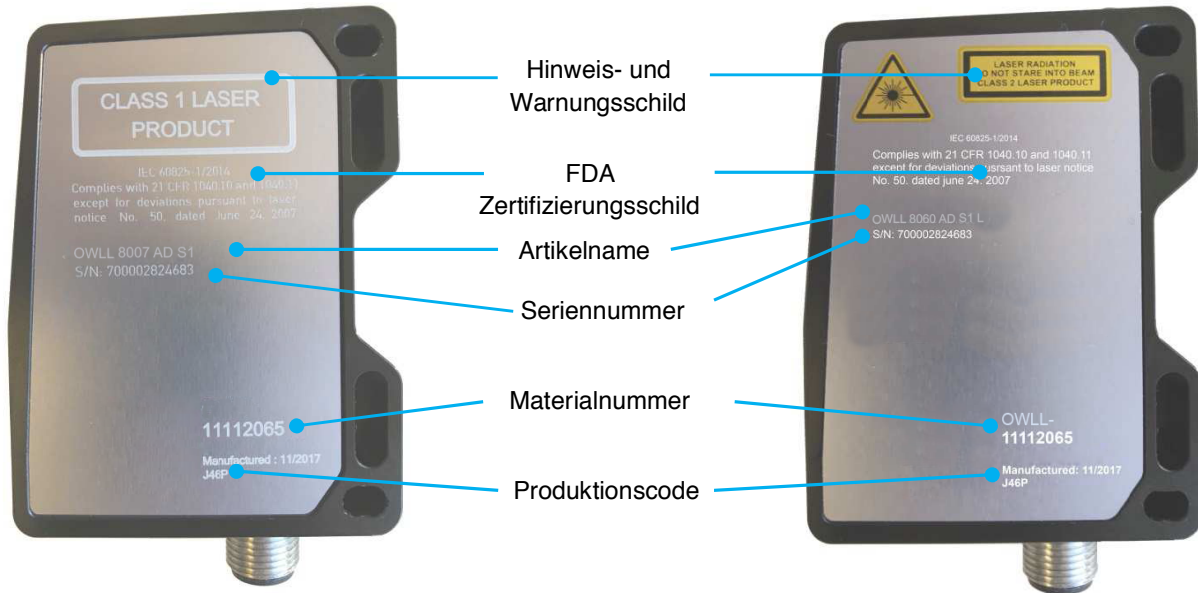 CLASS 1 LASER
PRODUCT
IEC 60825-1/2014
Complies with 21 CFR 1040.10 and 1040.11
except for deviations pursuant to laser
notice No. 50. dated June 24. 2007
OWLL 8007 AD S1
S/N: 700002824683
11112065
Manufactured : 11/2017
J46P
Hinweis- und
Warnungsschild
FDA
Zertifizierungsschild
Artikelname
Seriennummer
Materialnummer
Produktionscode
LASER RADIATION
DO NOT STARE INTO BEAM
CLASS 2 LASER PRODUCT
IEC 60825-1/2014
Complies with 21 CFR 1040.10 and 1040.11
except for deviations pusrsant to laser notice
No. 50. dated june 24. 2007
OWLL 8060 AD S1 L
S/N: 700002824683
OWLL-
11112065
Manufactured: 11/2017
J46P